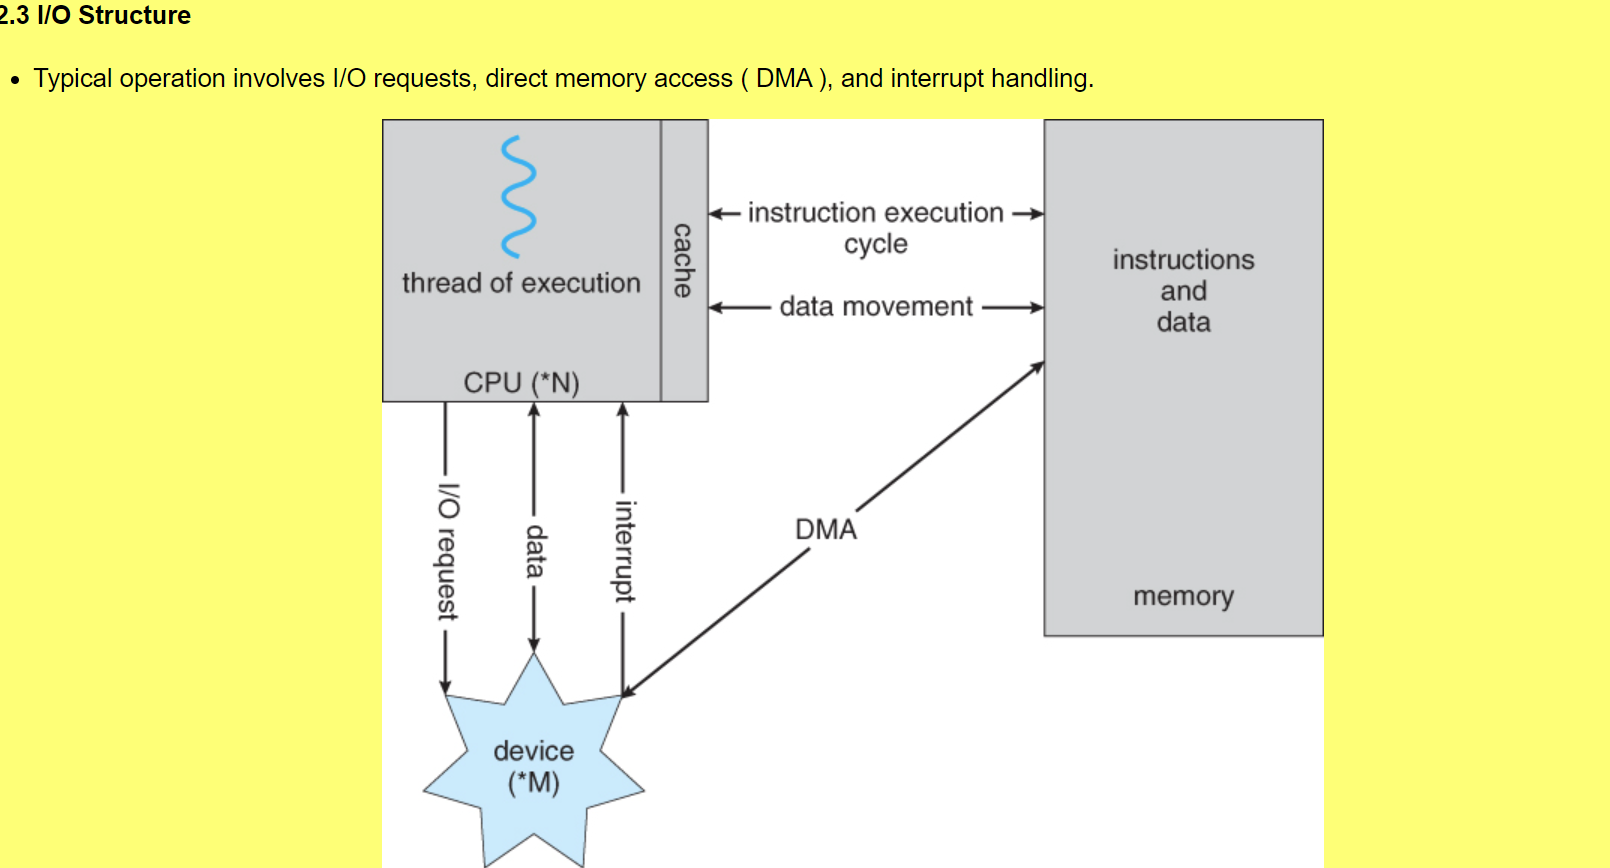 2.3 I/O Structure
• Typical operation involves I/O requests, direct memory access ( DMA ), and interrupt handling.
thread of execution
cache
CPU (*N)
instruction execution
cycle
data movement
instructions
and
data
memory
I/O request
data
interrupt
DMA
device
(*M)